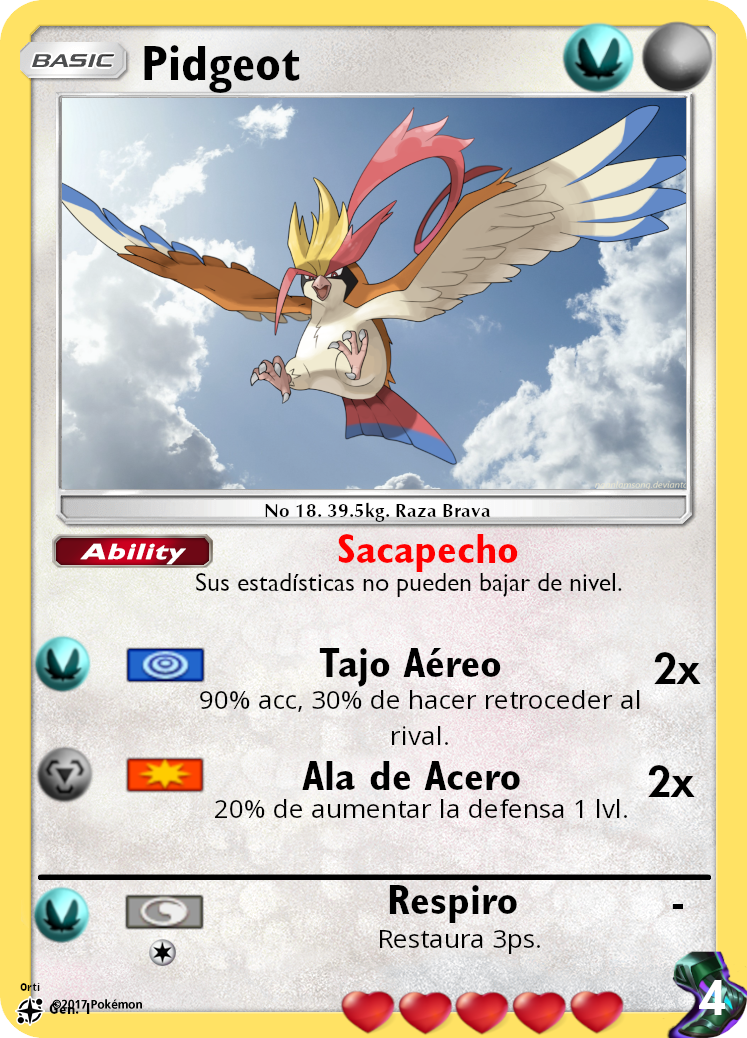 BASIC Pidgeot
No 18. 39.5kg. Raza Brava
Ability Sacapecho
Sus estadísticas no pueden bajar de nivel.
Tajo Aéreo 2x
90% acc, 30% de hacer retroceder al
rival.
Ala de Acero 2x
20% de aumentar la defensa 1 lvl.
Respiro -
Restaura 3ps.
Orti
©2017 Pokémon
Gen. 1
4